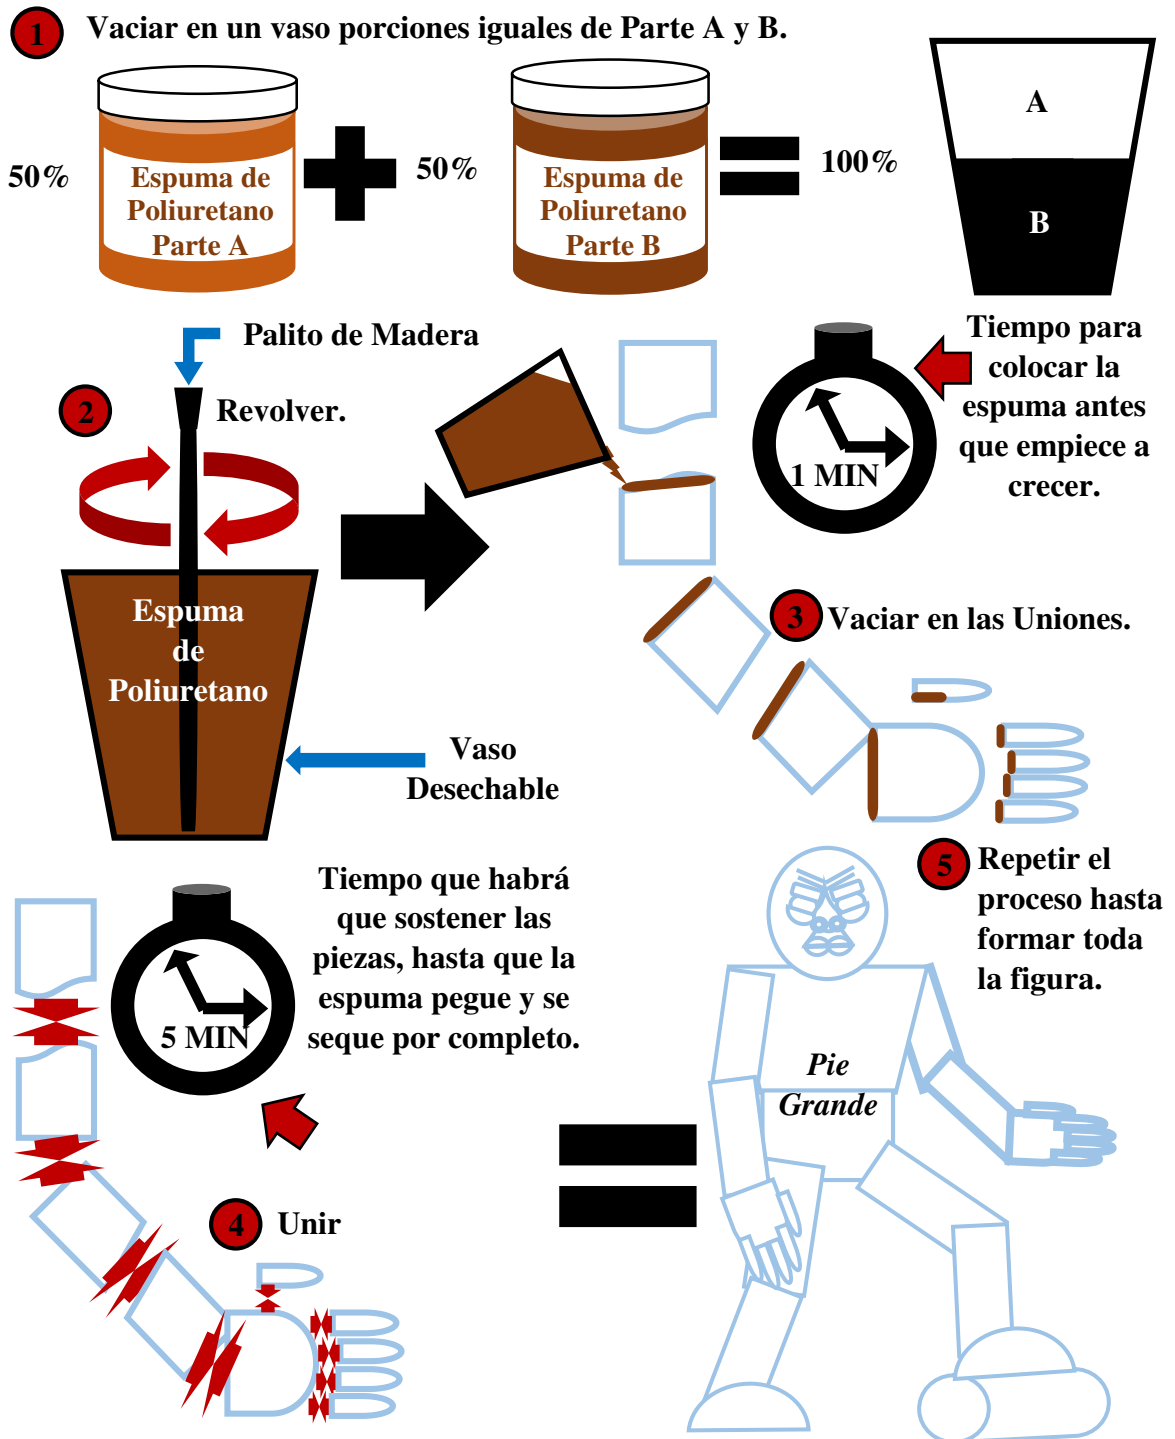 1 Vaciar en un vaso porciones iguales de Parte A y B.
50%
Espuma de
Poliuretano
Parte A
50%
Espuma de
Poliuretano
Parte B
100%
A
B
Palito de Madera
2
Revolver.
Espuma
de
Poliuretano
Vaso
Desechable
1 MIN
Tiempo para
colocar la
espuma antes
que empiece a
crecer.
3 Vaciar en las Uniones.
5 MIN
Tiempo que habrá
que sostener las
piezas, hasta que la
espuma pegue y se
seque por completo.
4 Unir
5 Repetir el
proceso hasta
formar toda
la figura.
Pie
Grande